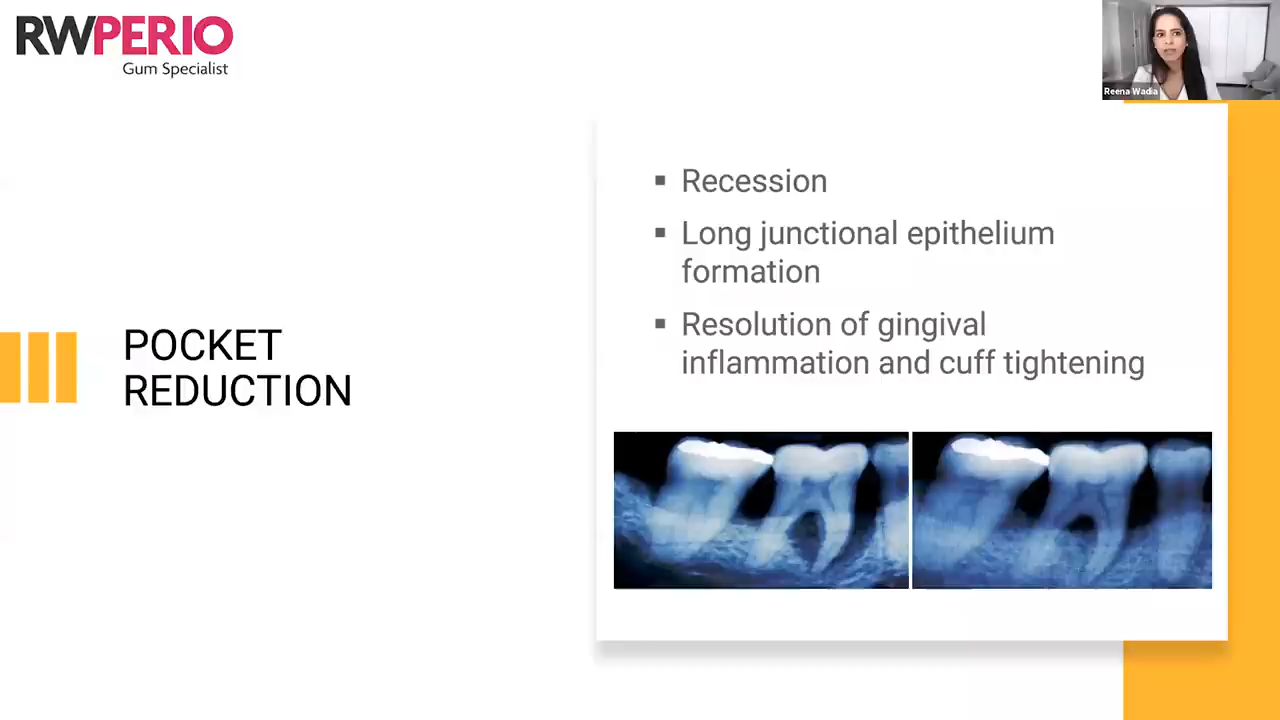 RWPERIO
Gum Specialist
Reena Wadia
▪ Recession
▪ Long junctional epithelium
formation
▪ Resolution of gingival
inflammation and cuff tightening
POCKET
REDUCTION